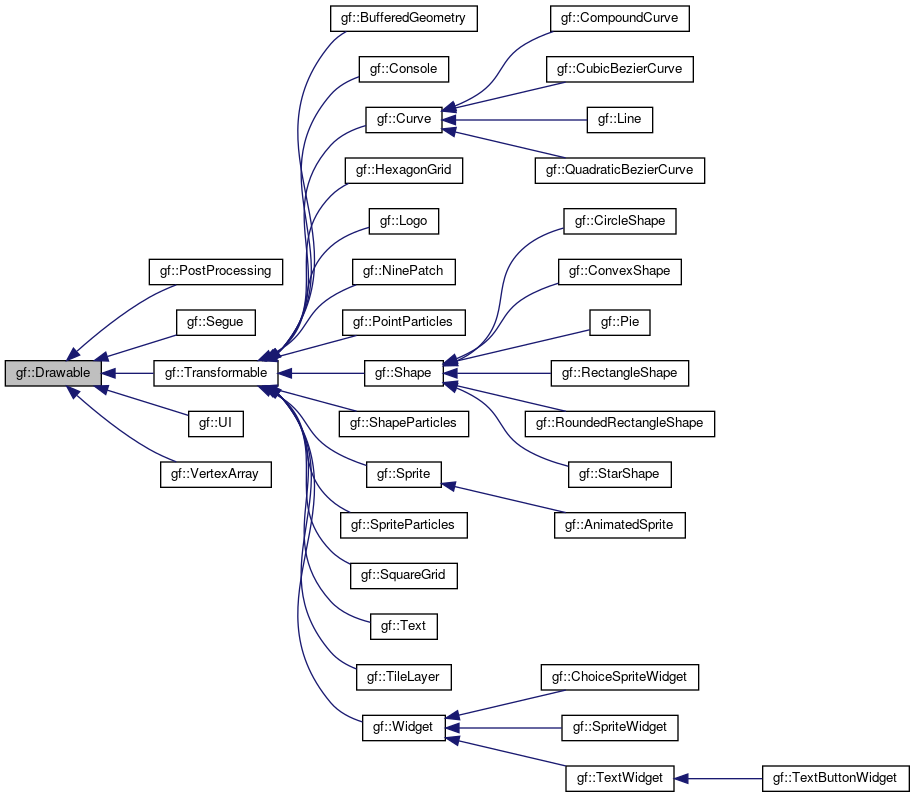 gf::Drawable
gf::PostProcessing
gf::Segue
gf::Transformable
gf::UI
gf::VertexArray
gf::BufferedGeometry
gf::Console
gf::Curve
gf::HexagonGrid
gf::Logo
gf::NinePatch
gf::PointParticles
gf::Shape
gf::ShapeParticles
gf::Sprite
gf::SpriteParticles
gf::SquareGrid
gf::Text
gf::TileLayer
gf::Widget
gf::CompoundCurve
gf::CubicBezierCurve
gf::Line
gf::QuadraticBezierCurve
gf::CircleShape
gf::ConvexShape
gf::Pie
gf::RectangleShape
gf::RoundedRectangleShape
gf::StarShape
gf::AnimatedSprite
gf::ChoiceSpriteWidget
gf::SpriteWidget
gf::TextWidget
gf::TextButtonWidget